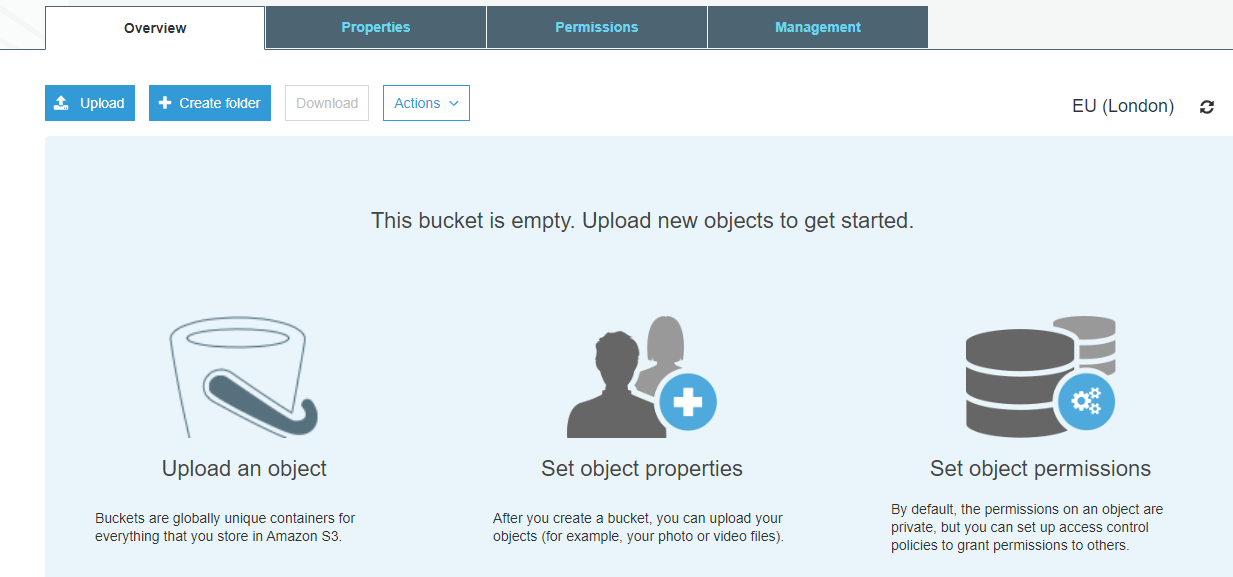 Overview Properties Permissions Management
Upload Create folder Download Actions
EU (London)
This bucket is empty. Upload new objects to get started.
Upload an object
Buckets are globally unique containers for
everything that you store in Amazon S3.
Set object properties
After you create a bucket, you can upload your
objects (for example, your photo or video files).
Set object permissions
By default, the permissions on an object are
private, but you can set up access control
policies to grant permissions to others.